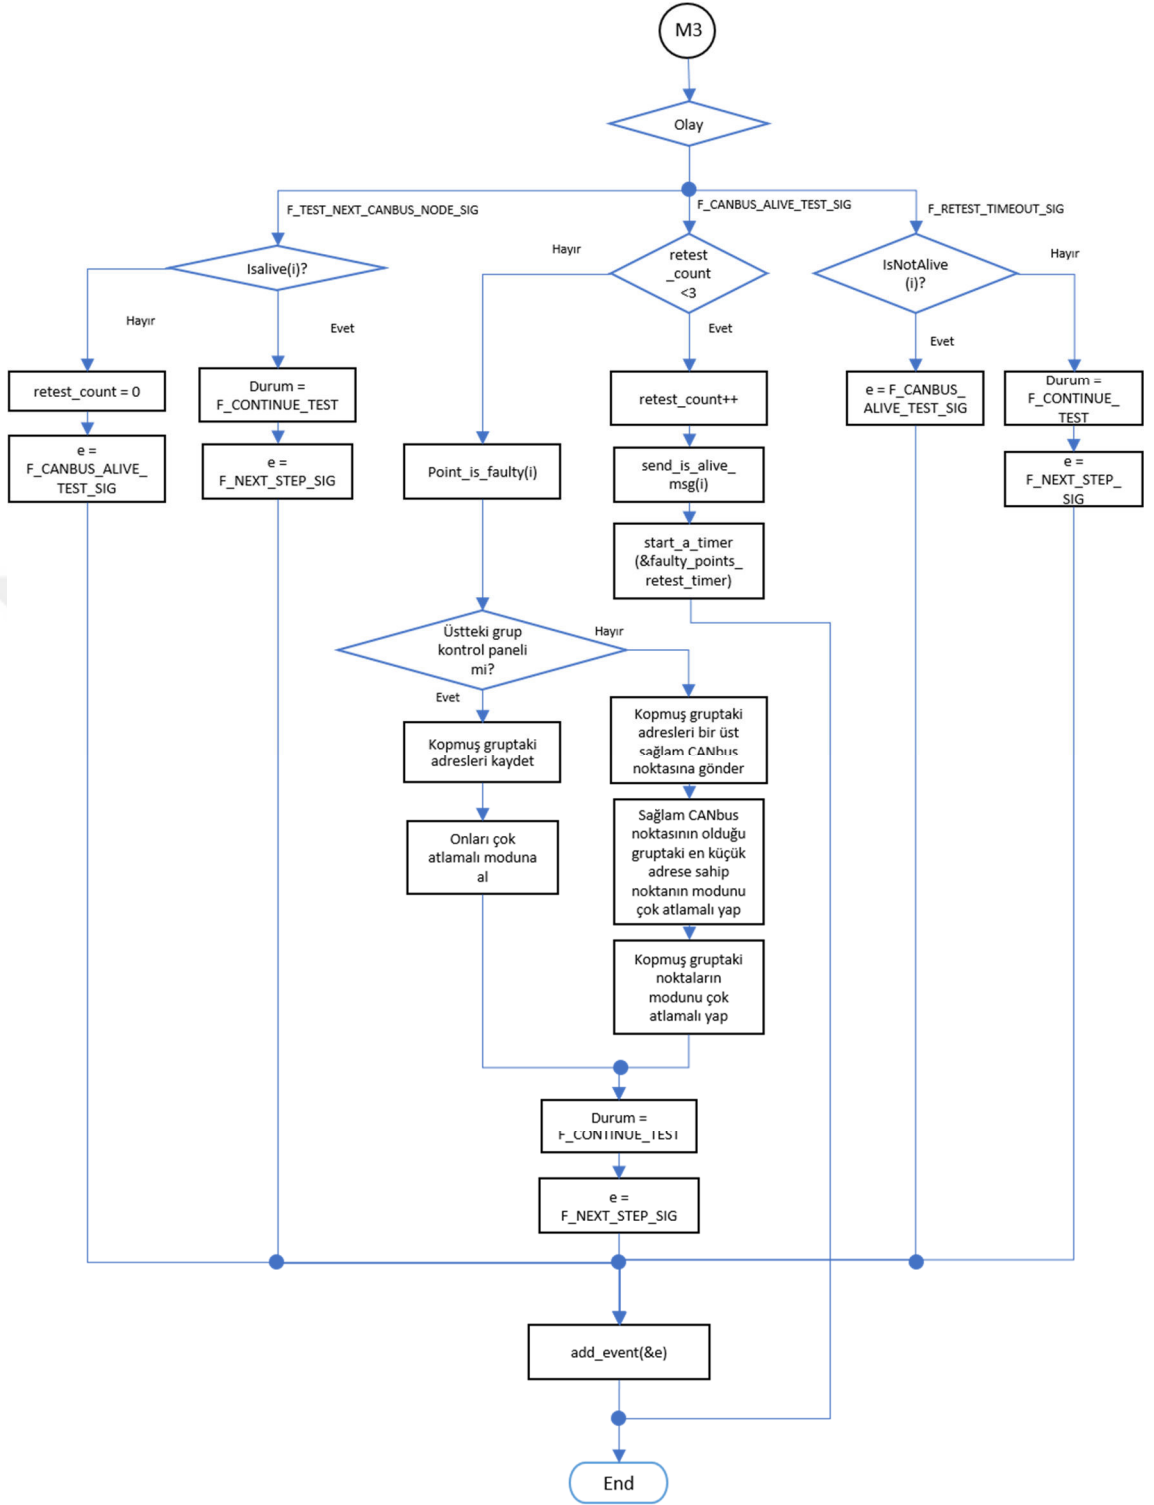 M3
Olay
F_TEST_NEXT_CANBUS_NODE_SIG
F_CANBUS_ALIVE_TEST_SIG
F_RETEST_TIMEOUT_SIG
Isalive(i)?
Hayır
Evet
retest_count = 0
e =
F_CANBUS_ALIVE_
TEST_SIG
Durum =
F_CONTINUE_TEST
e =
F_NEXT_STEP_SIG
retest
_count
<3
Hayır
Evet
Point_is_faulty(i)
retest_count++
send_is_alive_
msg(i)
start_a_timer
(&faulty_points_
retest_timer)
IsNotAlive
(i)?
Hayır
Evet
e = F_CANBUS_
ALIVE_TEST_SIG
Durum =
F_CONTINUE_
TEST
e =
F_NEXT_STEP_
SIG
Üstteki grup
kontrol paneli
mi?
Hayır
Evet
Kopmuş gruptaki
adresleri kaydet
Onları çok
atlamalı moduna
al
Kopmuş gruptaki
adresleri bir üst
sağlam CANbus
noktasına gönder
Sağlam CANbus
noktasının olduğu
gruptaki en küçük
adrese sahip
noktanın modunu
çok atlamalı yap
Kopmuş gruptaki
noktaların
modunu çok
atlamalı yap
Durum =
F_CONTINUE_TEST
e =
F_NEXT_STEP_SIG
add_event(&e)
End